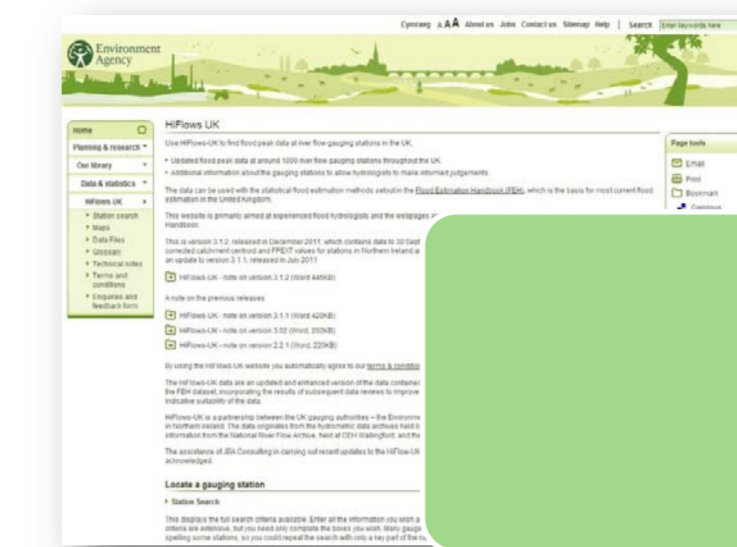 Cymraeg A A A About us Jobs Contact us Sitemap Help | Search Enter keywords here
Environment
Agency
Home
Planning & research
Our library
Data & statistics
HiFlows UK
Station search
Maps
Data Files
Glossary
Technical notes
Terms and
conditions
Enquiries and
feedback form
HiFlows UK
Use HiFlows-UK to find flood peak data at river flow gauging stations in the UK.
Updated flood peak data at around 1000 river flow gauging stations throughout the UK
Additional information about the gauging stations to allow hydrologists to make informed judgements
The data can be used with the statistical flood estimation methods set out in the Flood Estimation Handbook (FEH), which is the basis for most current flood
estimation in the United Kingdom.
This website is primarily aimed at experienced flood hydrologists and the webpages
Handbook.
This is version 3.1.2, released in December 2011, which contains data to 30 Sept
corrected catchment centroid and FPEXT values for stations in Northern Ireland
an update to version 3.1.1, released in July 2011
HiFlows-UK - note on version 3.1.2 (Word 446KB)
A note on the previous releases
HiFlows-UK - note on version 3.1.1 (Word 420KB)
HiFlows-UK - note on version 3.02 (Word, 202KB)
HiFlows-UK - note on version 2.2.1 (Word, 220KB)
By using the HiFlows-UK website you automatically agree to our terms & condition
The HiFlows-UK data are an updated and enhanced version of the data
the FEH dataset, incorporating the results of subsequent data reviews to improve
indicative suitability of the data.
HiFlows-UK is a partnership between the UK gauging authorities – the Environme
in Northern Ireland. The data originates from the hydrometric data archives held b
information from the National River Flow Archive, held at CEH Wallingford, and the
The assistance of JBA Consulting in carrying out recent updates to the HiFlow-UK
acknowledged.
Locate a gauging station
Station Search
This displays the full search criteria available. Enter all the information you wish a
criteria are extensive, but you need only complete the boxes you wish. Many gauge
spelling some stations, so you could repeat the search with only a key part of the
Page tools
Email
Print
Bookmark
Delicious